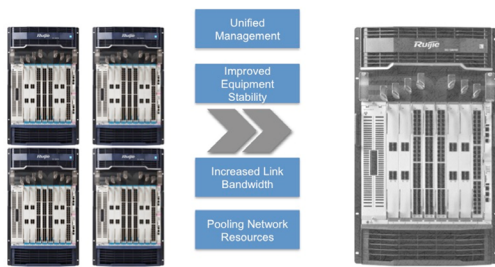 Ruijie
Ruijie
Ruijie
Ruijie
Unified
Management
Improved
Equipment
Stability
Increased Link
Bandwidth
Pooling Network
Resources
Ruijie